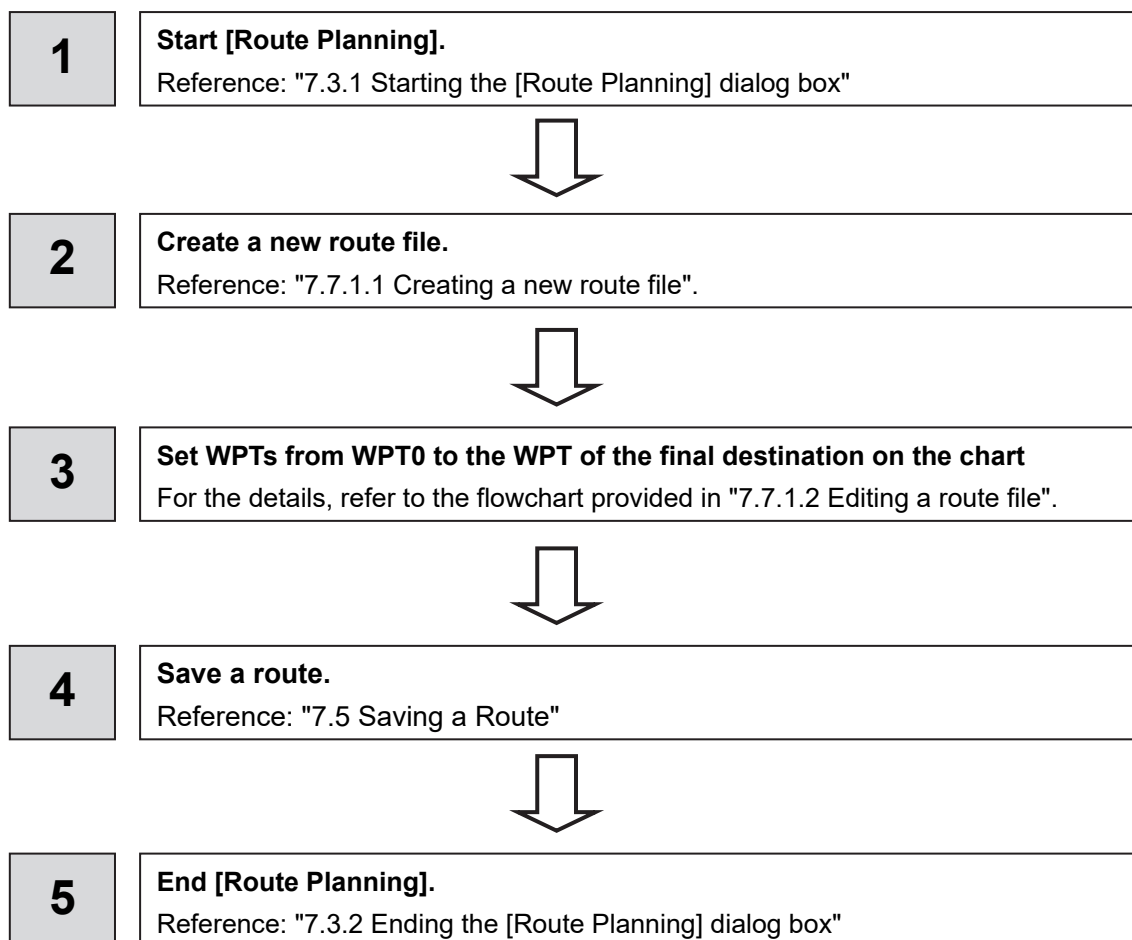 1
Start [Route Planning].
Reference: "7.3.1 Starting the [Route Planning] dialog box"
2
Create a new route file.
Reference: "7.7.1.1 Creating a new route file".
3
Set WPTs from WPT0 to the WPT of the final destination on the chart
For the details, refer to the flowchart provided in "7.7.1.2 Editing a route file".
4
Save a route.
Reference: "7.5 Saving a Route"
5
End [Route Planning].
Reference: "7.3.2 Ending the [Route Planning] dialog box"